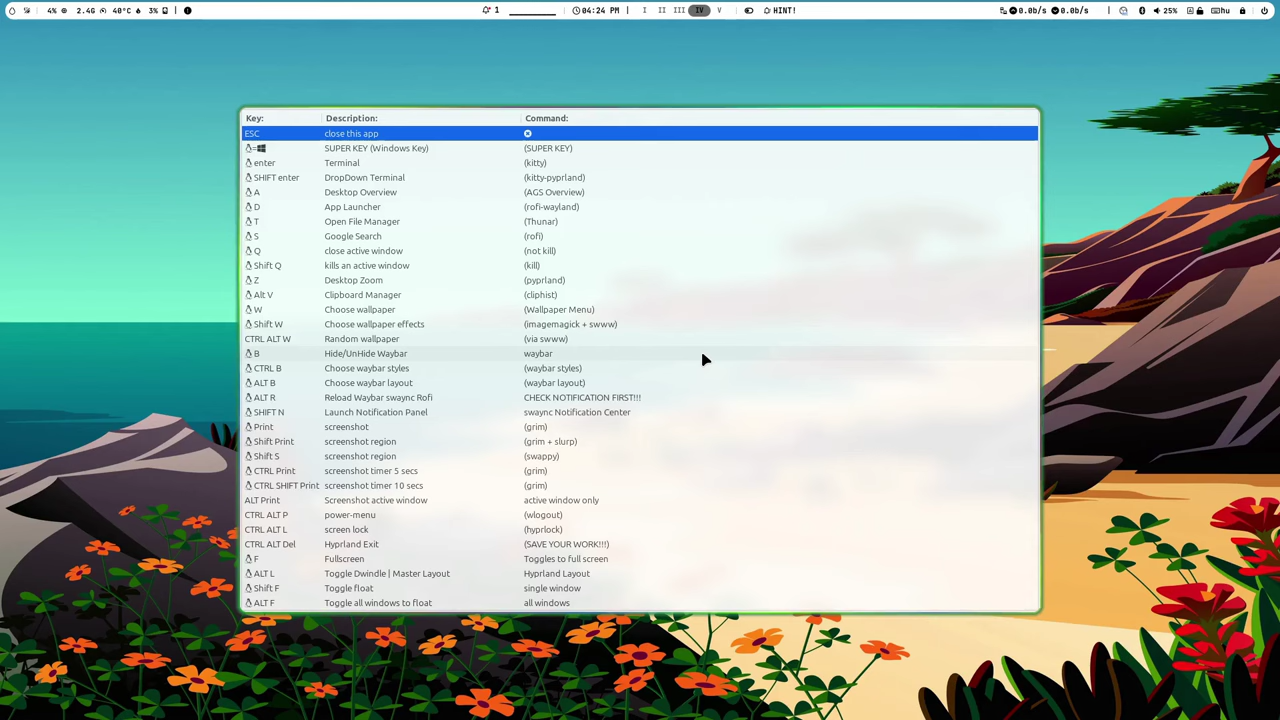 4% 2.4G 40°C 3% 1 04:24 PM I II III IV V HINT! 0.0b/s 0.0b/s 25% hu
Key: Description: Command:
ESC close this app
= SUPER KEY (Windows Key) (SUPER KEY)
enter Terminal (kitty)
SHIFT enter DropDown Terminal (kitty-pyprland)
A Desktop Overview (AGS Overview)
D App Launcher (rofi-wayland)
T Open File Manager (Thunar)
S Google Search (rofi)
Q close active window (not kill)
Shift Q kills an active window (kill)
Z Desktop Zoom (pyprland)
Alt V Clipboard Manager (cliphist)
W Choose wallpaper (Wallpaper Menu)
Shift W Choose wallpaper effects (imagemagick + swww)
CTRL ALT W Random wallpaper (via swww)
B Hide/UnHide Waybar waybar
CTRL B Choose waybar styles (waybar styles)
ALT B Choose waybar layout (waybar layout)
ALT R Reload Waybar swaync Rofi CHECK NOTIFICATION FIRST!!!
SHIFT N Launch Notification Panel swaync Notification Center
Print screenshot (grim)
Shift Print screenshot region (grim + slurp)
Shift S screenshot region (swappy)
CTRL Print screenshot timer 5 secs (grim)
CTRL SHIFT Print screenshot timer 10 secs (grim)
ALT Print Screenshot active window active window only
CTRL ALT P power-menu (wlogout)
CTRL ALT L screen lock (hyprlock)
CTRL ALT Del Hyprland Exit (SAVE YOUR WORK!!!)
F Fullscreen Toggles to full screen
ALT L Toggle Dwindle | Master Layout Hyprland Layout
Shift F Toggle float single window
ALT F Toggle all windows to float all windows